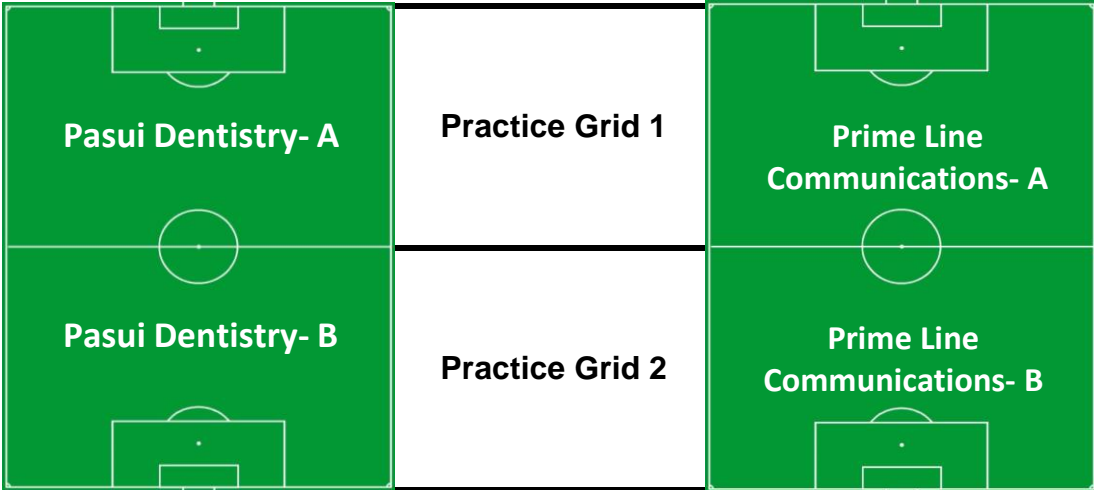 Pasui Dentistry- A
Practice Grid 1
Prime Line
Communications- A
Pasui Dentistry- B
Practice Grid 2
Prime Line
Communications- B